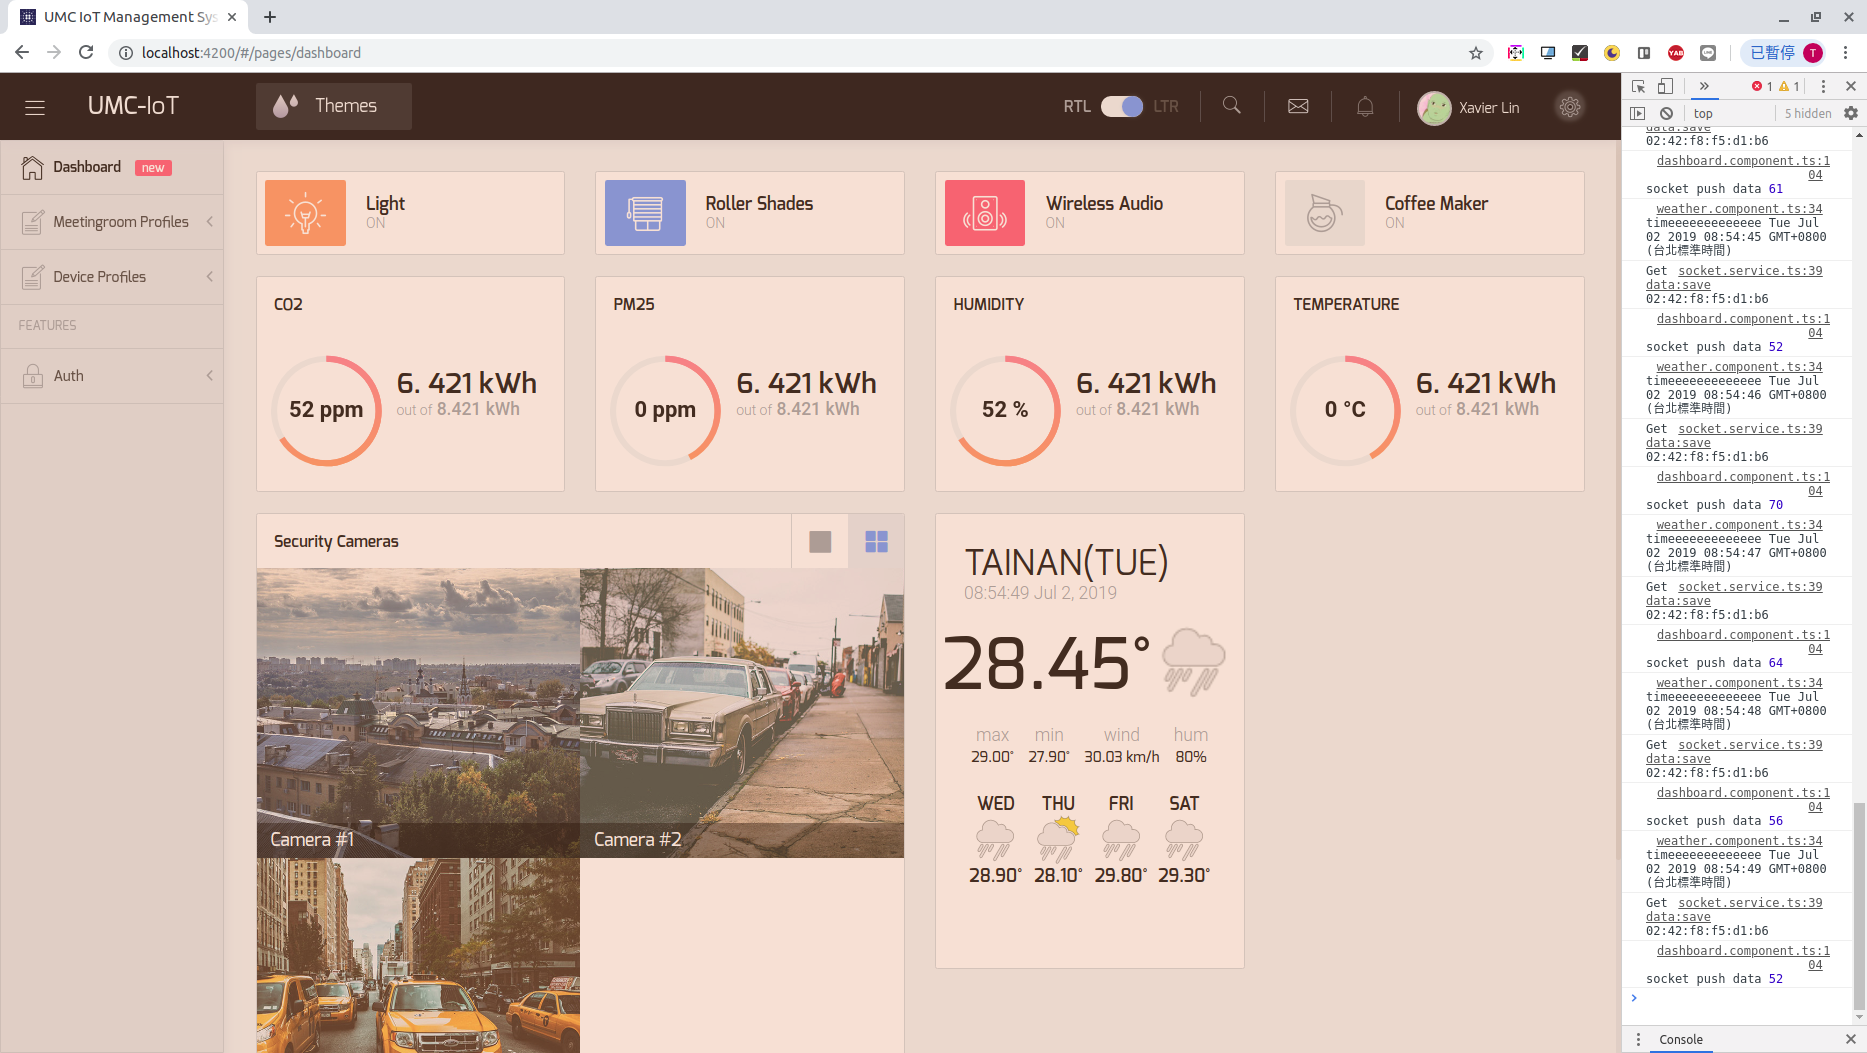 UMC IoT Management Sys
localhost:4200/#/pages/dashboard
YAB
已暫停
T
UMC-IoT
Themes
RTL
LTR
Xavier Lin
Dashboard
new
Meetingroom Profiles
Device Profiles
FEATURES
Auth
Light
ON
Roller Shades
ON
Wireless Audio
ON
Coffee Maker
ON
CO2
52 ppm
6. 421 kWh
out of 8.421 kWh
PM25
0 ppm
6. 421 kWh
out of 8.421 kWh
HUMIDITY
52 %
6. 421 kWh
out of 8.421 kWh
TEMPERATURE
0 °C
6. 421 kWh
out of 8.421 kWh
Security Cameras
Camera #1
Camera #2
TAINAN(TUE)
08:54:49 Jul 2, 2019
28.45°
max min wind hum
29.00° 27.90° 30.03 km/h 80%
WED THU FRI SAT
28.90° 28.10° 29.80° 29.30°
1 1
top
5 hidden
data:save
02:42:f8:f5:d1:b6
dashboard.component.ts:1
04
socket push data 61
weather.component.ts:34
timeeeeeeeeeeeee Tue Jul
02 2019 08:54:45 GMT+0800
(台北標準時間)
Get socket.service.ts:39
data:save
02:42:f8:f5:d1:b6
dashboard.component.ts:1
04
socket push data 52
weather.component.ts:34
timeeeeeeeeeeeee Tue Jul
02 2019 08:54:46 GMT+0800
(台北標準時間)
Get socket.service.ts:39
data:save
02:42:f8:f5:d1:b6
dashboard.component.ts:1
04
socket push data 70
weather.component.ts:34
timeeeeeeeeeeeee Tue Jul
02 2019 08:54:47 GMT+0800
(台北標準時間)
Get socket.service.ts:39
data:save
02:42:f8:f5:d1:b6
dashboard.component.ts:1
04
socket push data 64
weather.component.ts:34
timeeeeeeeeeeeee Tue Jul
02 2019 08:54:48 GMT+0800
(台北標準時間)
Get socket.service.ts:39
data:save
02:42:f8:f5:d1:b6
dashboard.component.ts:1
04
socket push data 56
weather.component.ts:34
timeeeeeeeeeeeee Tue Jul
02 2019 08:54:49 GMT+0800
(台北標準時間)
Get socket.service.ts:39
data:save
02:42:f8:f5:d1:b6
dashboard.component.ts:1
04
socket push data 52
Console